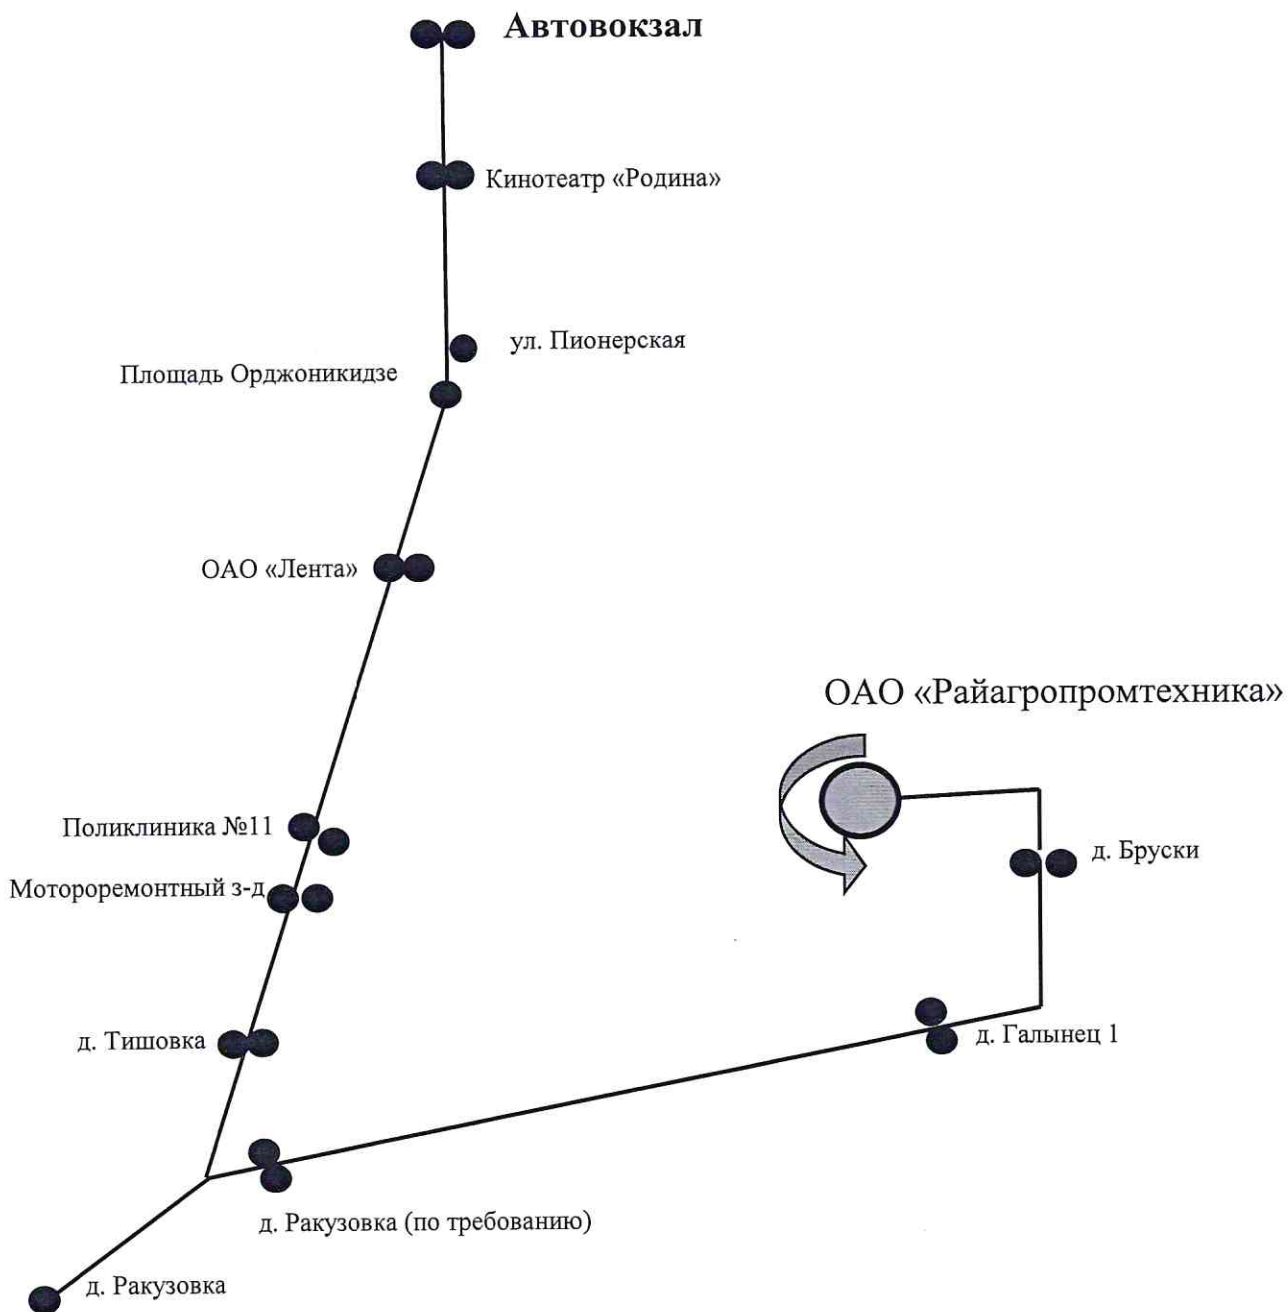 Автовокзал
Кинотеатр «Родина»
ул. Пионерская
Площадь Орджоникидзе
ОАО «Лента»
ОАО «Райагропромтехника»
Поликлиника №11
д. Бруски
Мотороремонтный з-д
д. Галынец 1
д. Тишовка
д. Ракузовка (по требованию)
д. Ракузовка